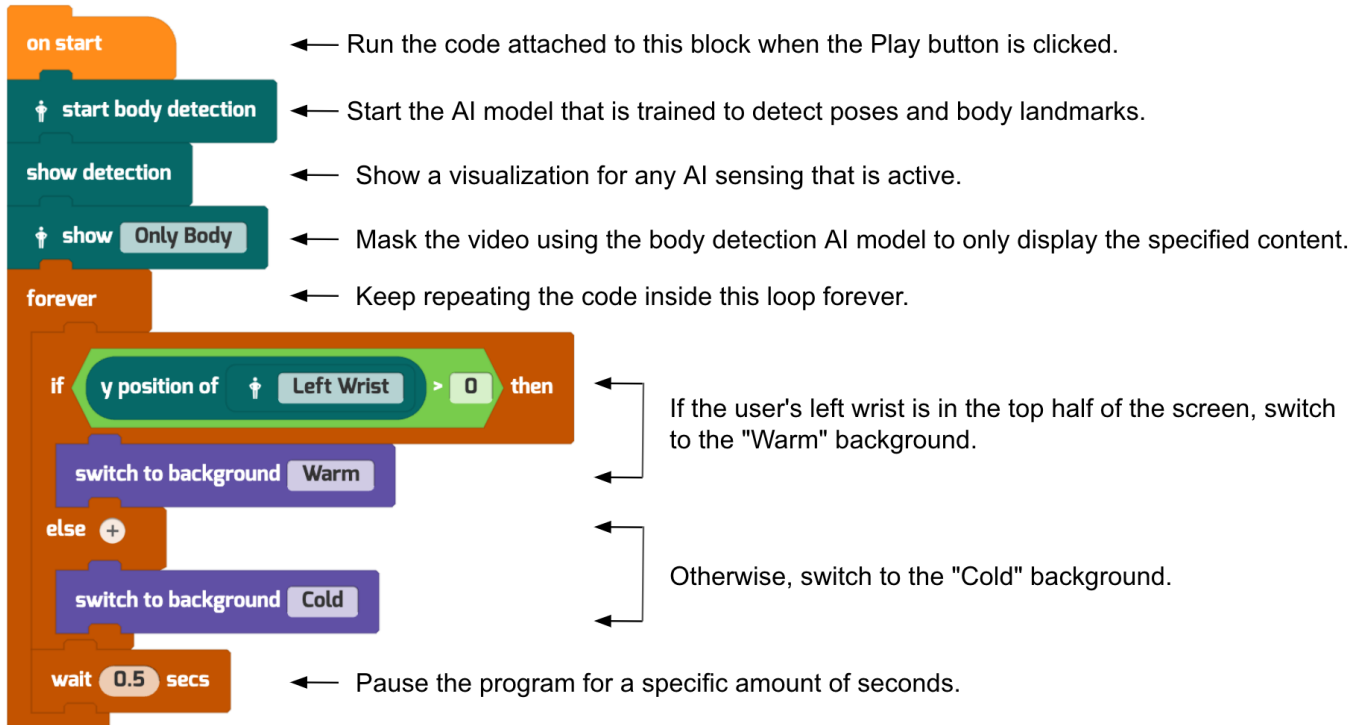 on start
Run the code attached to this block when the Play button is clicked.
start body detection
Start the AI model that is trained to detect poses and body landmarks.
show detection
Show a visualization for any AI sensing that is active.
show Only Body
Mask the video using the body detection AI model to only display the specified content.
forever
Keep repeating the code inside this loop forever.
if y position of Left Wrist > 0 then
If the user's left wrist is in the top half of the screen, switch
to the "Warm" background.
switch to background Warm
else +
Otherwise, switch to the "Cold" background.
switch to background Cold
wait 0.5 secs
Pause the program for a specific amount of seconds.